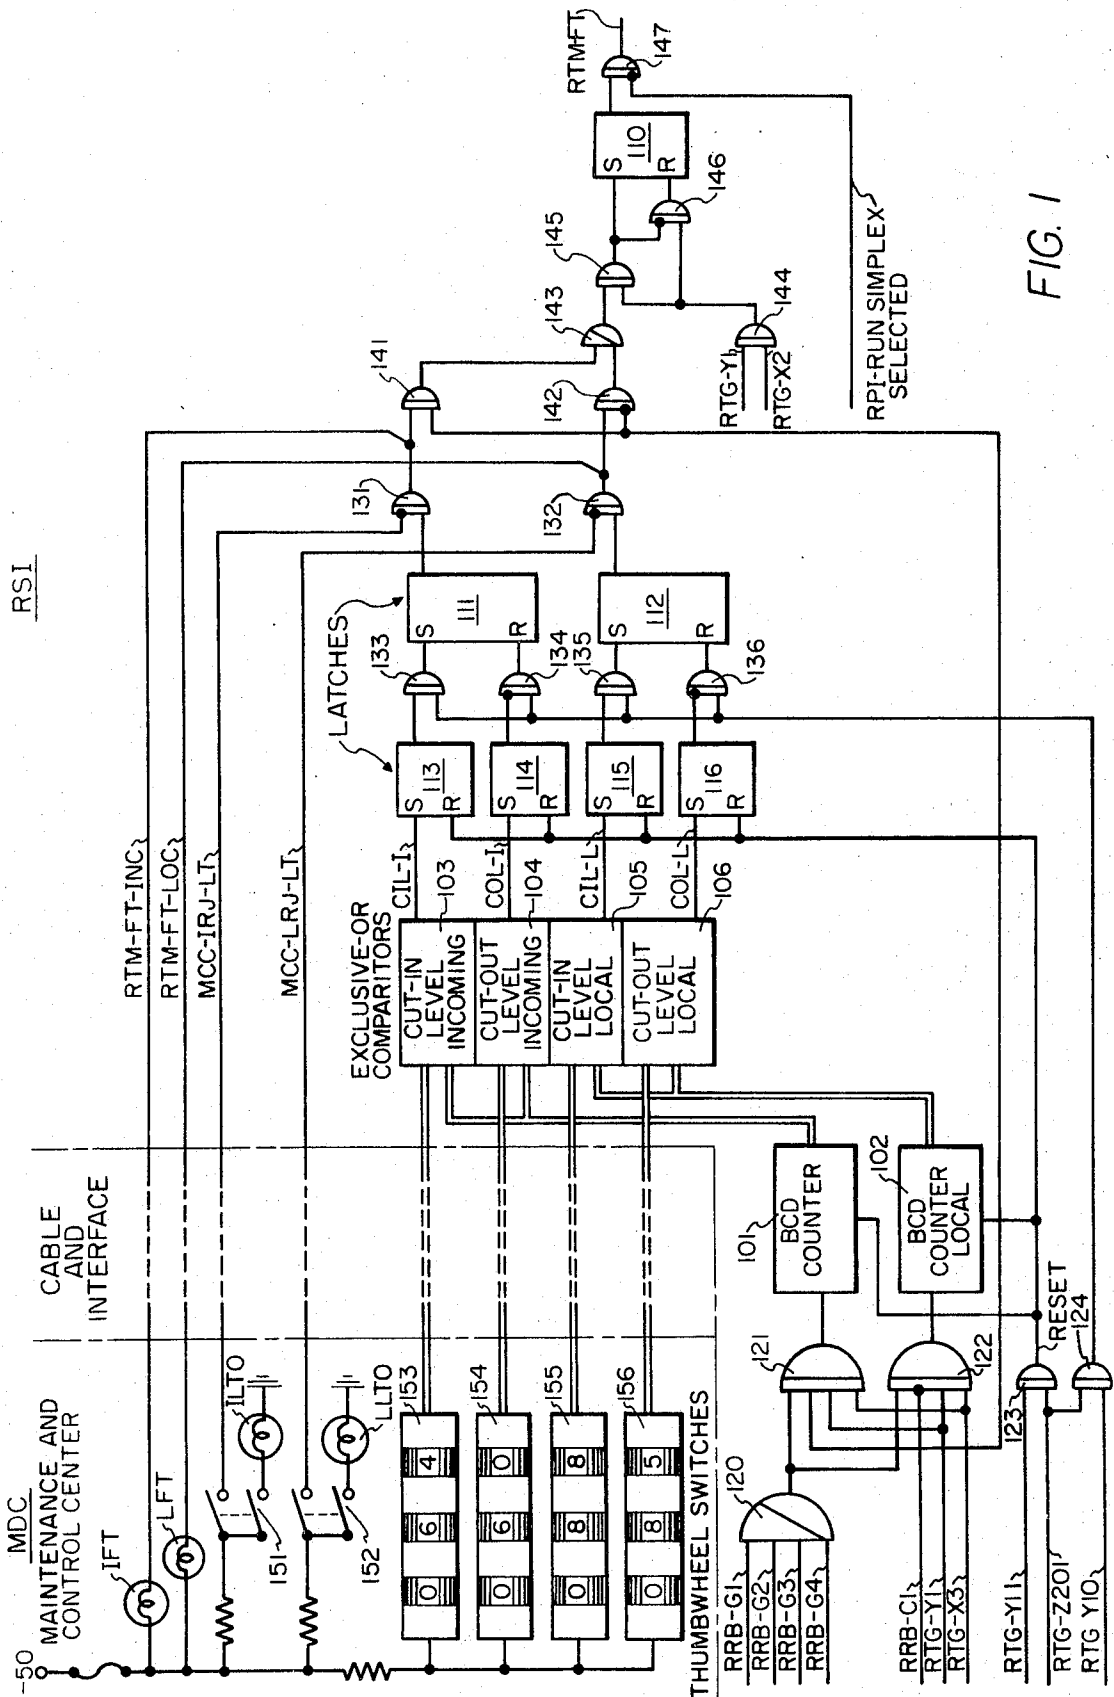 RSI
MDC
MAINTENANCE AND
CONTROL CENTER
CABLE
AND
INTERFACE
-50
IFT
LFT
ILTO
LLTO
151
152
RTM-FT-INC
RTM-FT-LOC
MCC-IRJ-LT
MCC-LRJ-LT
153
0 6 4
154
0 6 0
155
0 8 8
156
0 8 5
THUMBWHEEL SWITCHES
EXCLUSIVE-OR
COMPARITORS
CUT-IN
LEVEL
INCOMING
103
CUT-OUT
LEVEL
INCOMING
104
CUT-IN
LEVEL
LOCAL
105
CUT-OUT
LEVEL
LOCAL
106
CIL-I
COL-I
CIL-L
COL-L
LATCHES
S
113
R
S
114
R
S
115
R
S
116
R
133
134
135
136
S
111
R
S
112
R
131
132
141
142
143
145
144
146
S
110
R
147
RTM-FT
RTG-Y1
RTG-X2
RPI-RUN SIMPLEX
SELECTED
RRB-G1
RRB-G2
RRB-G3
RRB-G4
120
121
101
BCD
COUNTER
RRB-C1
RTG-Y1
RTG-X3
122
102
BCD
COUNTER
LOCAL
RTG-Y11
RTG-Z201
RTG Y10
123
RESET
124
FIG. 1